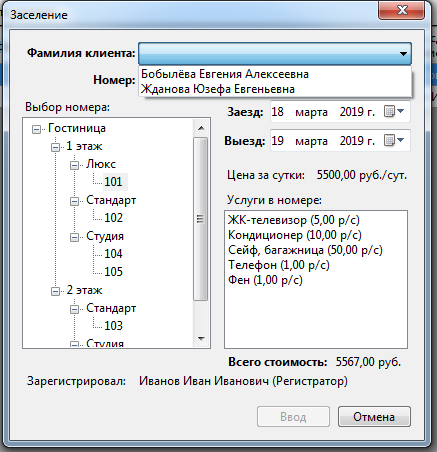 Заселение
Фамилия клиента:
Бобылёва Евгения Алексеевна
Жданова Юзефа Евгеньевна
Номер:
Выбор номера:
Гостиница
1 этаж
Люкс
101
Стандарт
102
Студия
104
105
2 этаж
Стандарт
103
Студия
Заезд: 18 марта 2019 г.
Выезд: 19 марта 2019 г.
Цена за сутки: 5500,00 руб./сут.
Услуги в номере:
ЖК-телевизор (5,00 р/с)
Кондиционер (10,00 р/с)
Сейф, багажница (50,00 р/с)
Телефон (1,00 р/с)
Фен (1,00 р/с)
Всего стоимость: 5567,00 руб.
Зарегистрировал: Иванов Иван Иванович (Регистратор)
Ввод Отмена